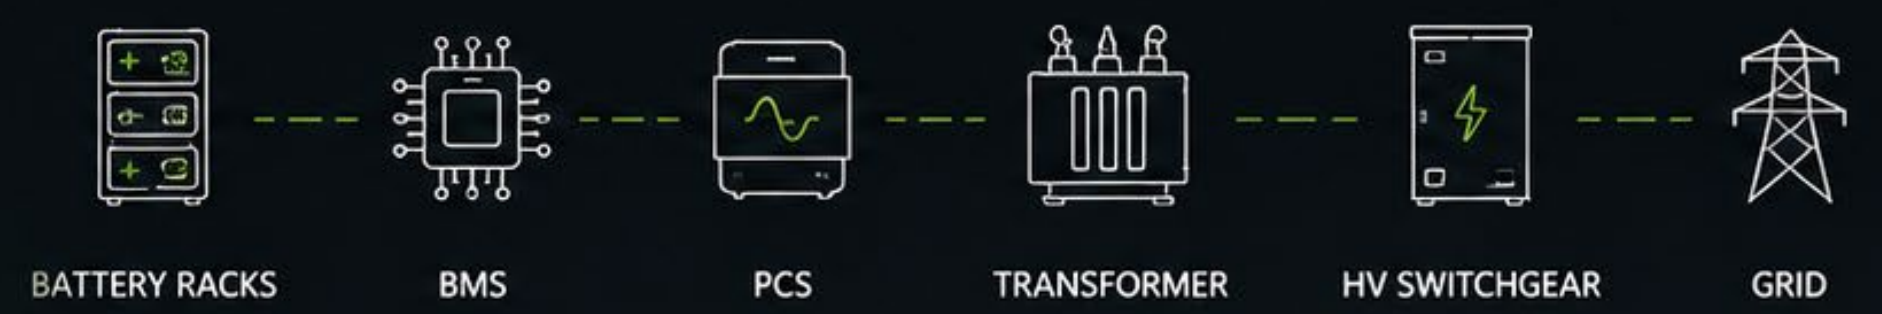 BATTERY RACKS
BMS
PCS
TRANSFORMER
HV SWITCHGEAR
GRID